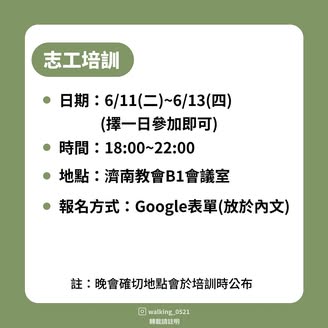 志工培訓
日期：6/11(二)~6/13(四)
(擇一日參加即可)
時間：18:00~22:00
地點：濟南教會B1會議室
報名方式：Google表單(放於內文)
註：晚會確切地點會於培訓時公布
walking_0521
轉載請註明